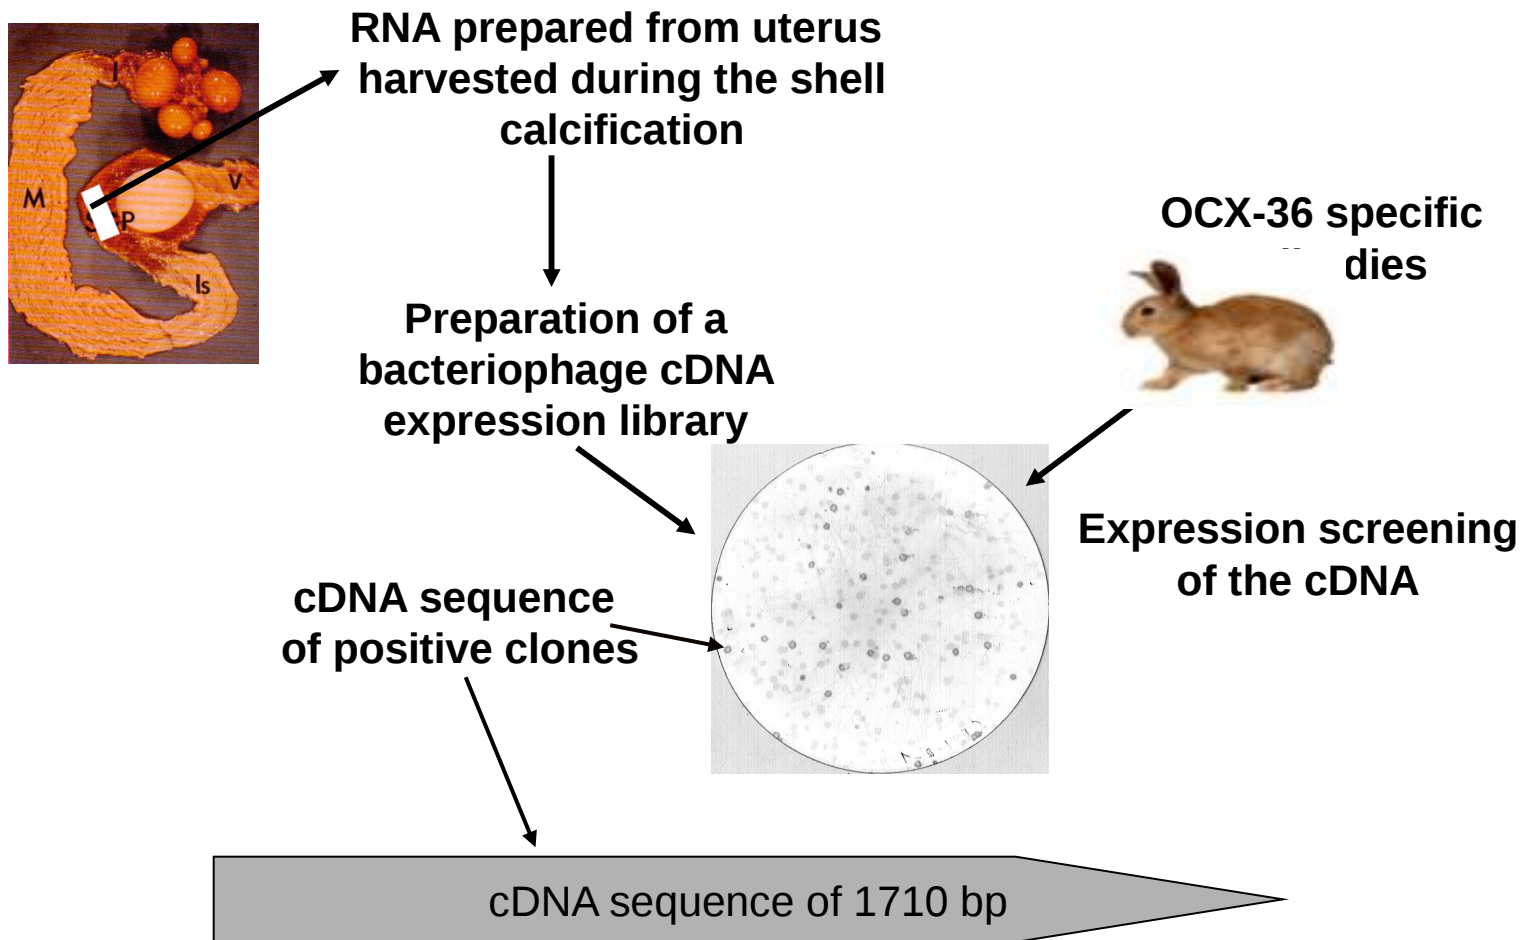 RNA prepared from uterus
harvested during the shell
calcification
I
M
V
S P
Is
OCX-36 specific
dies
Preparation of a
bacteriophage cDNA
expression library
Expression screening
of the cDNA
cDNA sequence
of positive clones
cDNA sequence of 1710 bp